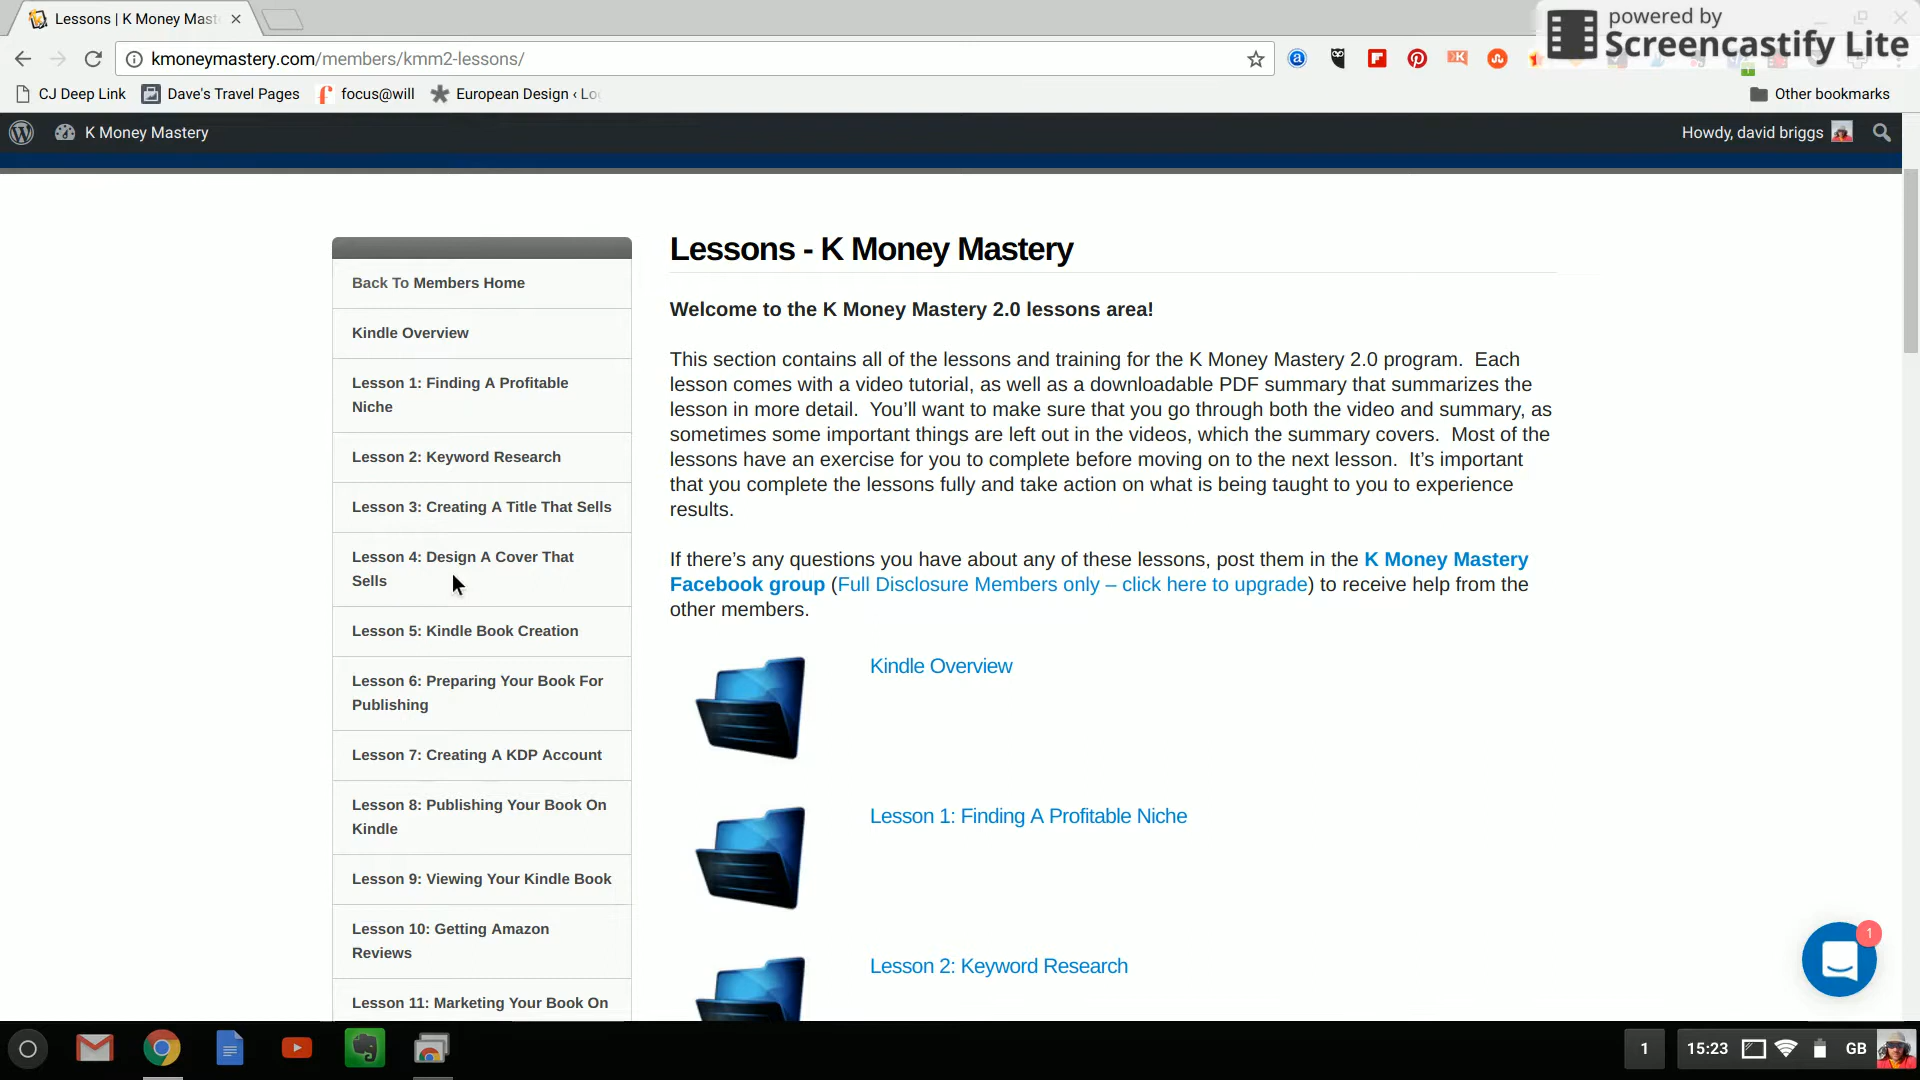 Lessons | K Money Mast
powered by
Screencastify Lite
kmoneymastery.com/members/kmm2-lessons/
CJ Deep Link
Dave's Travel Pages
focus@will
European Design ‹ Lo
Other bookmarks
K Money Mastery
Howdy, david briggs
Back To Members Home
Kindle Overview
Lesson 1: Finding A Profitable
Niche
Lesson 2: Keyword Research
Lesson 3: Creating A Title That Sells
Lesson 4: Design A Cover That
Sells
Lesson 5: Kindle Book Creation
Lesson 6: Preparing Your Book For
Publishing
Lesson 7: Creating A KDP Account
Lesson 8: Publishing Your Book On
Kindle
Lesson 9: Viewing Your Kindle Book
Lesson 10: Getting Amazon
Reviews
Lesson 11: Marketing Your Book On
Lessons - K Money Mastery
Welcome to the K Money Mastery 2.0 lessons area!
This section contains all of the lessons and training for the K Money Mastery 2.0 program. Each
lesson comes with a video tutorial, as well as a downloadable PDF summary that summarizes the
lesson in more detail. You'll want to make sure that you go through both the video and summary, as
sometimes some important things are left out in the videos, which the summary covers. Most of the
lessons have an exercise for you to complete before moving on to the next lesson. It's important
that you complete the lessons fully and take action on what is being taught to you to experience
results.
If there's any questions you have about any of these lessons, post them in the K Money Mastery
Facebook group (Full Disclosure Members only – click here to upgrade) to receive help from the
other members.
Kindle Overview
Lesson 1: Finding A Profitable Niche
Lesson 2: Keyword Research
1
1
15:23
GB